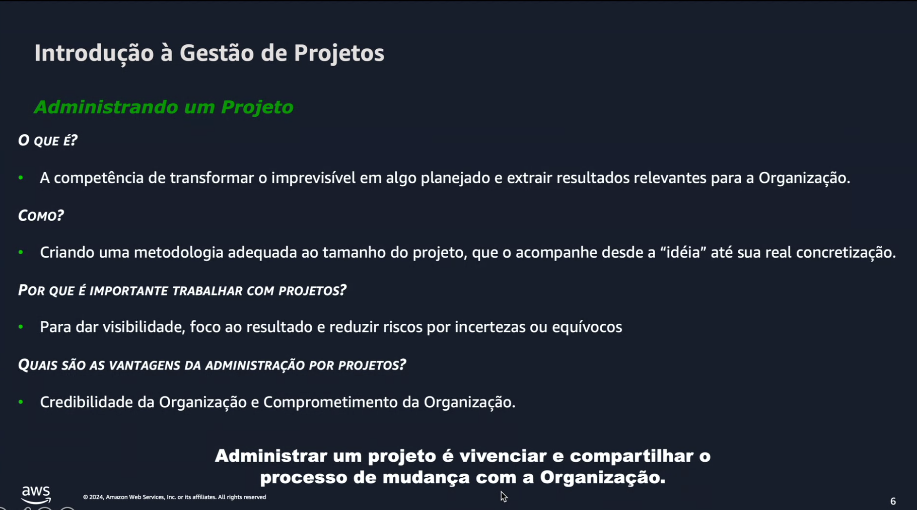 Introdução à Gestão de Projetos
Administrando um Projeto
O QUE É?
• A competência de transformar o imprevisível em algo planejado e extrair resultados relevantes para a Organização.
COMO?
• Criando uma metodologia adequada ao tamanho do projeto, que o acompanhe desde a “idéia” até sua real concretização.
POR QUE É IMPORTANTE TRABALHAR COM PROJETOS?
• Para dar visibilidade, foco ao resultado e reduzir riscos por incertezas ou equívocos
QUAIS SÃO AS VANTAGENS DA ADMINISTRAÇÃO POR PROJETOS?
• Credibilidade da Organização e Comprometimento da Organização.
Administrar um projeto é vivenciar e compartilhar o
processo de mudança com a Organização.
aws
© 2024, Amazon Web Services, Inc. or its affiliates. All rights reserved
6